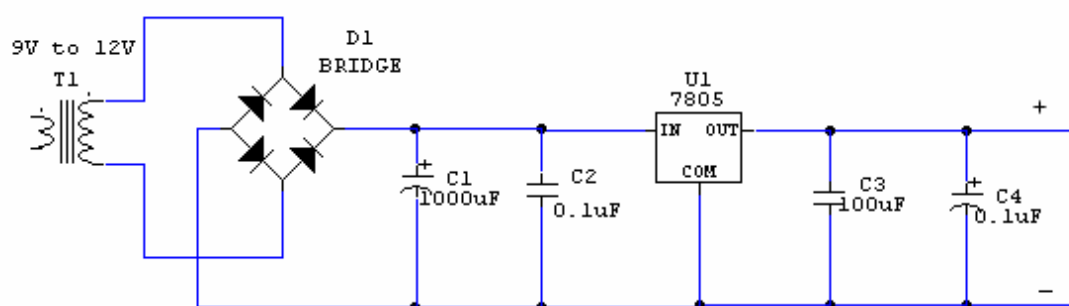 9V to 12V
T1
D1
BRIDGE
+
C1
1000uF
C2
0.1uF
U1
7805
IN OUT
COM
C3
100uF
+
C4
0.1uF
+
−